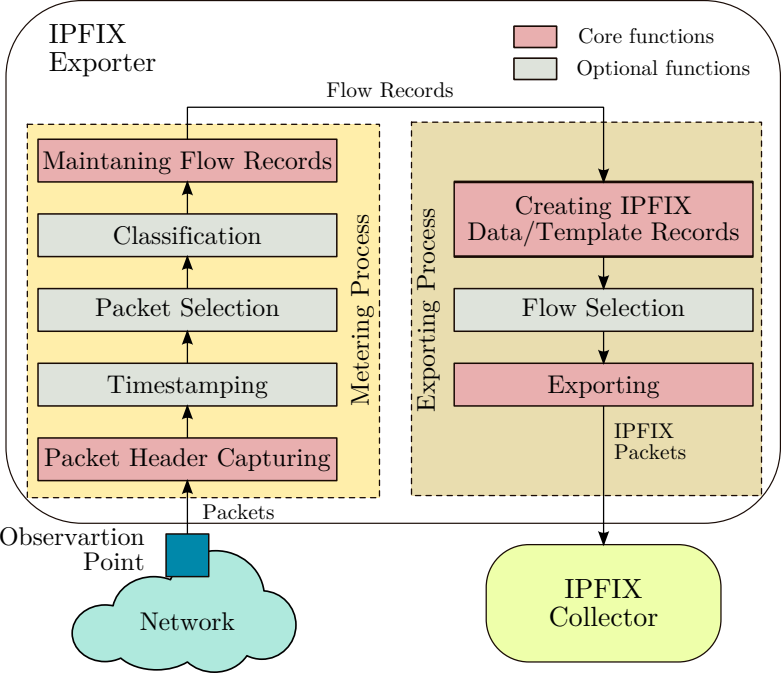 IPFIX
Exporter
Core functions
Optional functions
Flow Records
Maintaning Flow Records
Classification
Packet Selection
Timestamping
Packet Header Capturing
Metering Process
Exporting Process
Creating IPFIX
Data/Template Records
Flow Selection
Exporting
IPFIX
Packets
Packets
Observartion
Point
Network
IPFIX
Collector